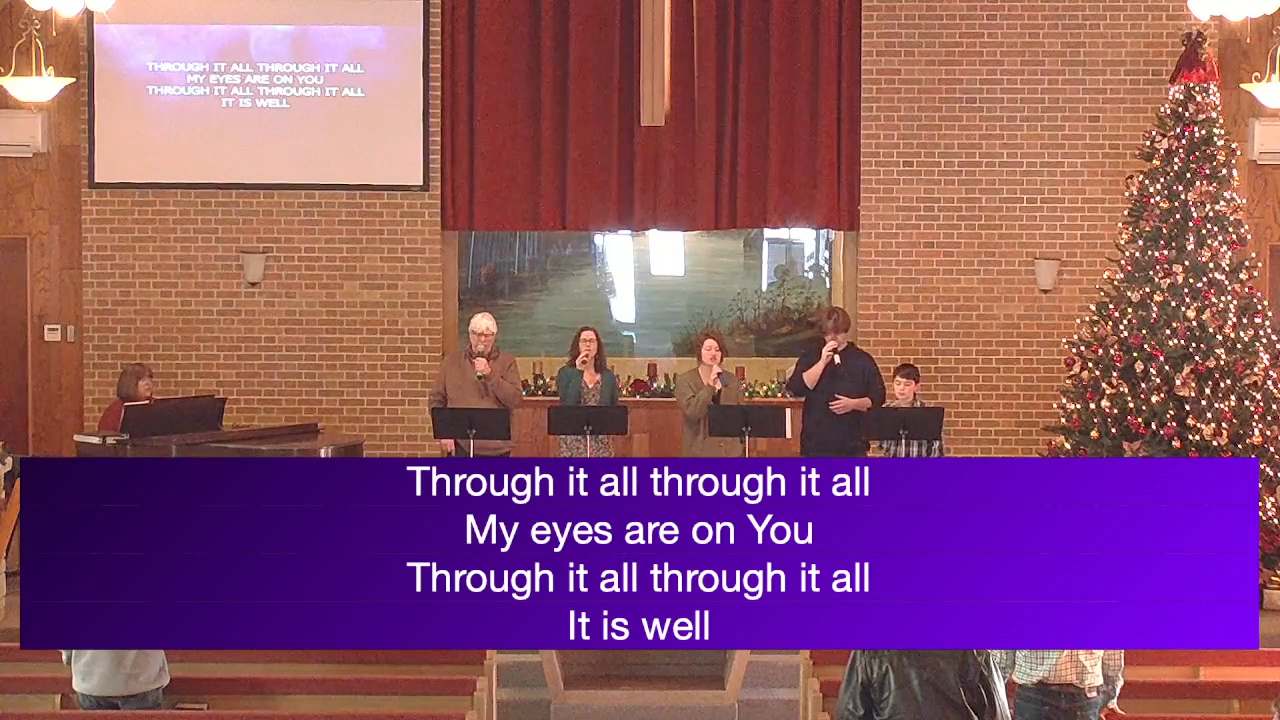 THROUGH IT ALL THROUGH IT ALL
MY EYES ARE ON YOU
THROUGH IT ALL THROUGH IT ALL
IT IS WELL
Through it all through it all
My eyes are on You
Through it all through it all
It is well